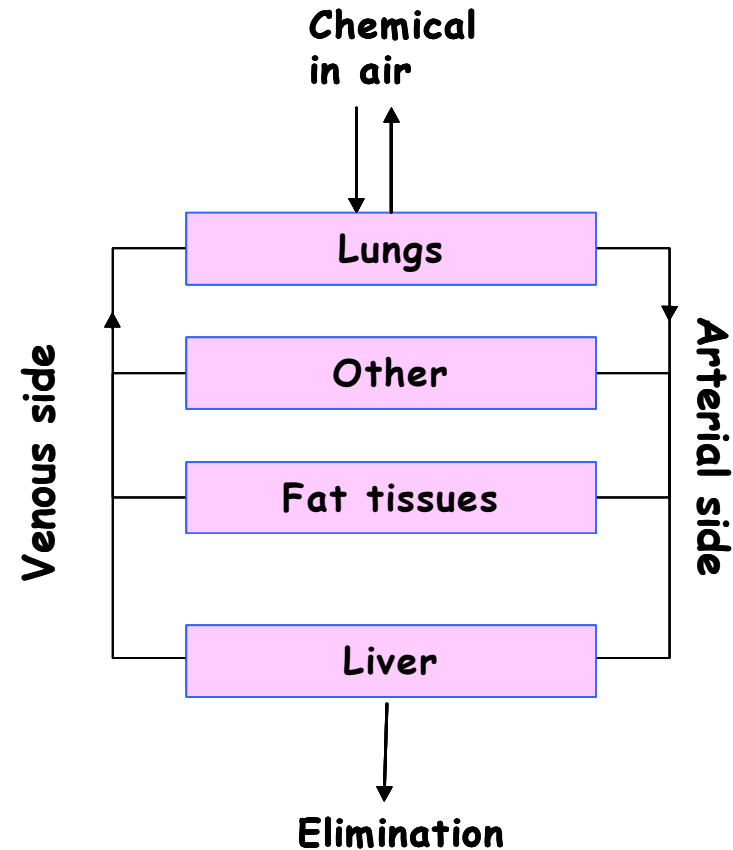 Chemical
in air
Lungs
Other
Fat tissues
Liver
Venous side
Arterial side
Elimination